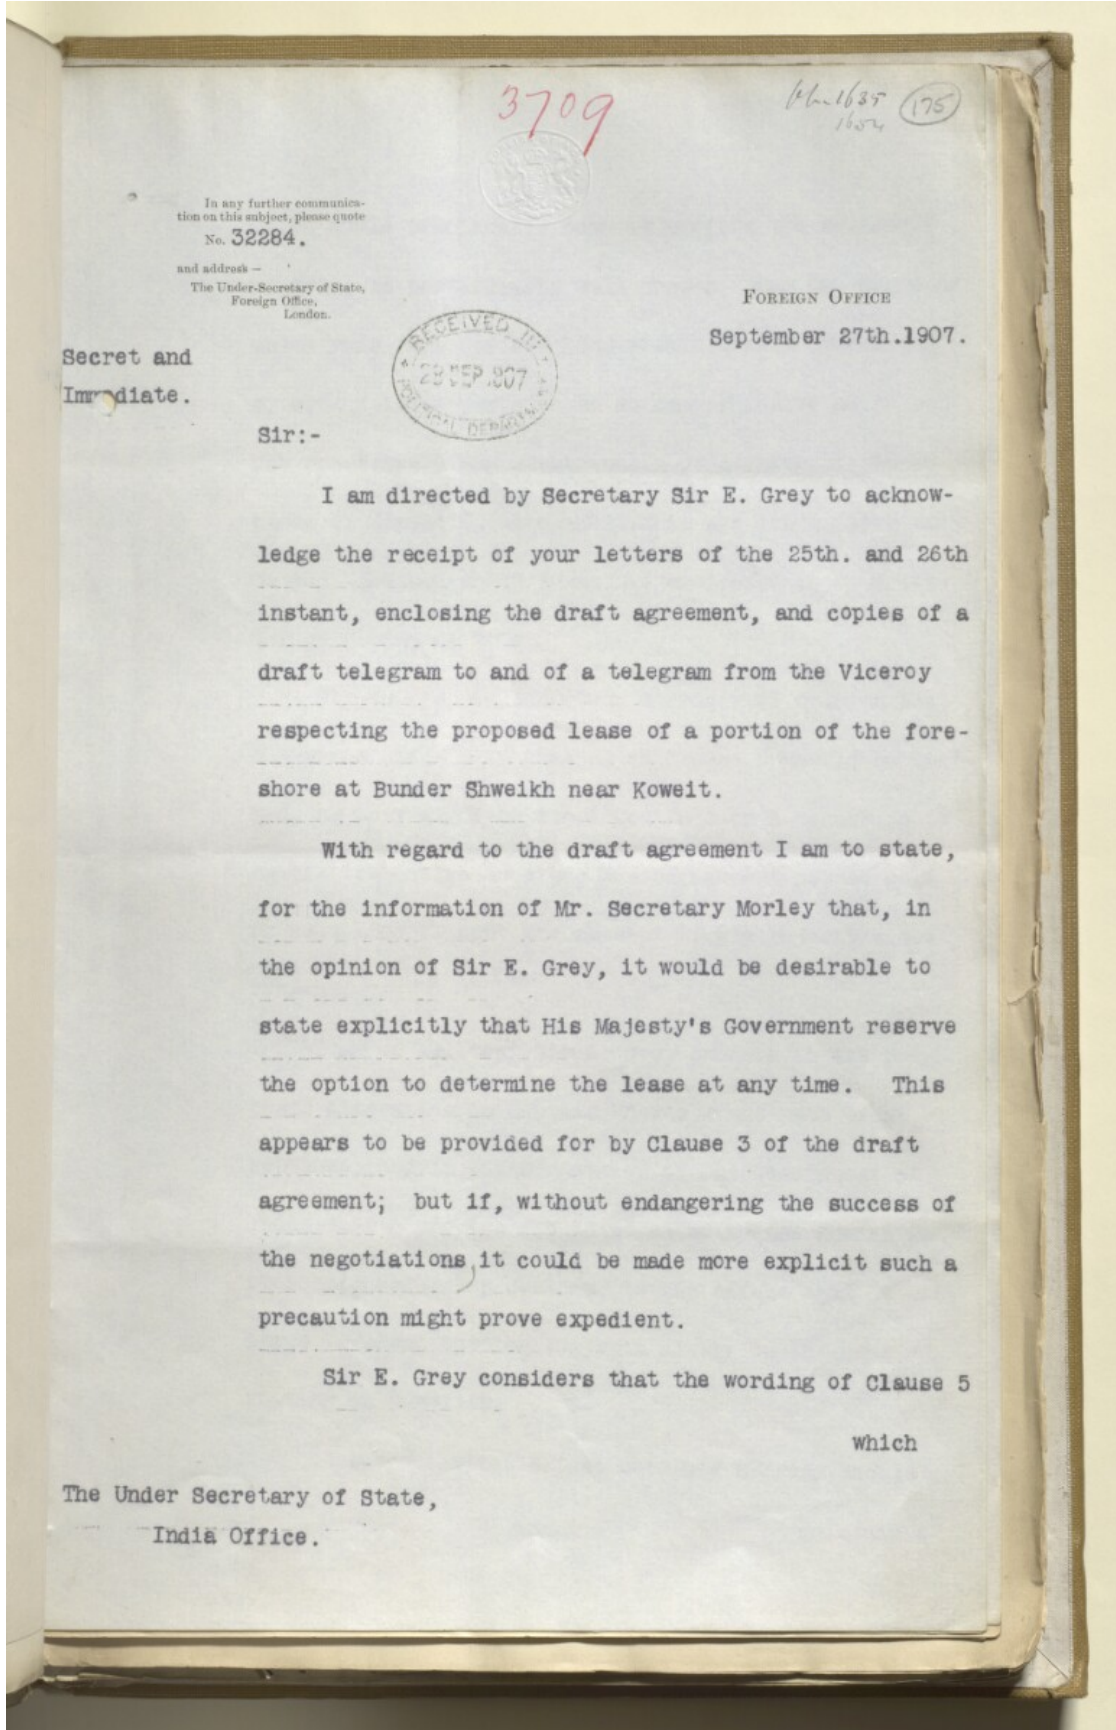 3709
175
In any further communica-
tion on this subject, please quote
No. 32284.
and address —
The Under-Secretary of State,
Foreign Office,
London.
FOREIGN OFFICE
September 27th.1907.
RECEIVED IN
28 SEP 1907
POLITICAL DEPARTMENT
Secret and
Immediate.
Sir:-
I am directed by Secretary Sir E. Grey to acknow-
ledge the receipt of your letters of the 25th. and 26th
instant, enclosing the draft agreement, and copies of a
draft telegram to and of a telegram from the Viceroy
respecting the proposed lease of a portion of the fore-
shore at Bunder Shweikh near Koweit.
With regard to the draft agreement I am to state,
for the information of Mr. Secretary Morley that, in
the opinion of Sir E. Grey, it would be desirable to
state explicitly that His Majesty's Government reserve
the option to determine the lease at any time. This
appears to be provided for by Clause 3 of the draft
agreement; but if, without endangering the success of
the negotiations, it could be made more explicit such a
precaution might prove expedient.
Sir E. Grey considers that the wording of Clause 5
which
The Under Secretary of State,
India Office.